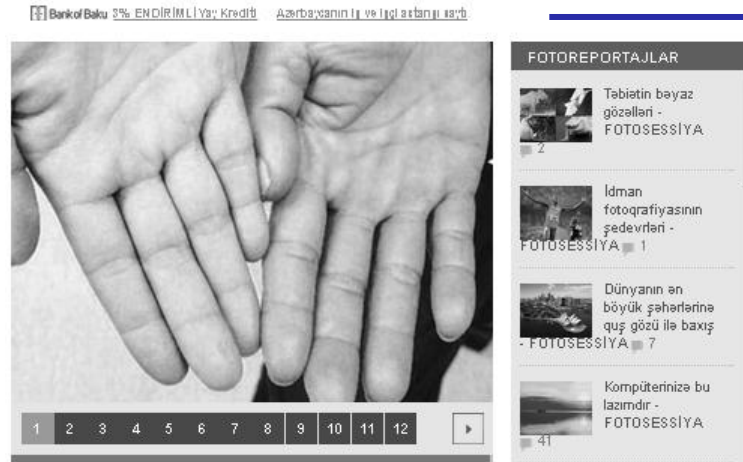 Bank of Baku 3% ENDİRİMLİ Yay Krediti
FOTOREPORTAJLAR
Təbiətin bəyaz
gözəlləri -
FOTOSESSİYA
2
İdman
fotoqrafiyasının
şedevrləri -
FOTOSESSİYA 1
Dünyanın ən
böyük şəhərlərinə
quş gözü ilə baxış
- FOTOSESSİYA 7
Kompüterinizə bu
lazımdır -
FOTOSESSİYA
41
1 2 3 4 5 6 7 8 9 10 11 12